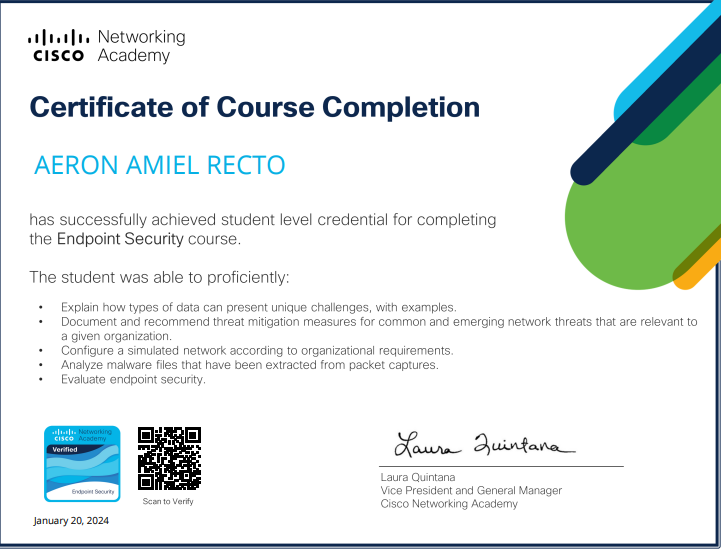 CISCO Networking Academy
Certificate of Course Completion
AERON AMIEL RECTO
has successfully achieved student level credential for completing
the Endpoint Security course.
The student was able to proficiently:
• Explain how types of data can present unique challenges, with examples.
• Document and recommend threat mitigation measures for common and emerging network threats that are relevant to
a given organization.
• Configure a simulated network according to organizational requirements.
• Analyze malware files that have been extracted from packet captures.
• Evaluate endpoint security.
CISCO Networking Academy
Verified
Endpoint Security
Scan to Verify
January 20, 2024
Laura Quintana
Laura Quintana
Vice President and General Manager
Cisco Networking Academy